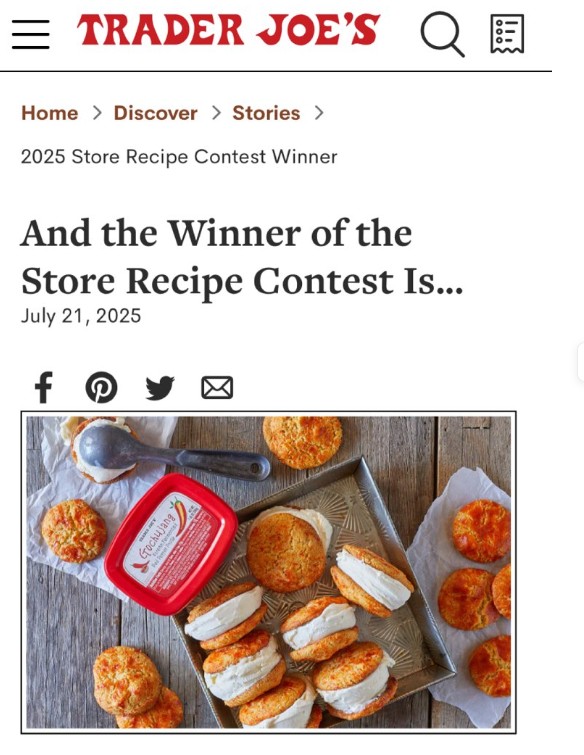 TRADER JOE'S
Home > Discover > Stories >
2025 Store Recipe Contest Winner
And the Winner of the
Store Recipe Contest Is...
July 21, 2025
Gochujang